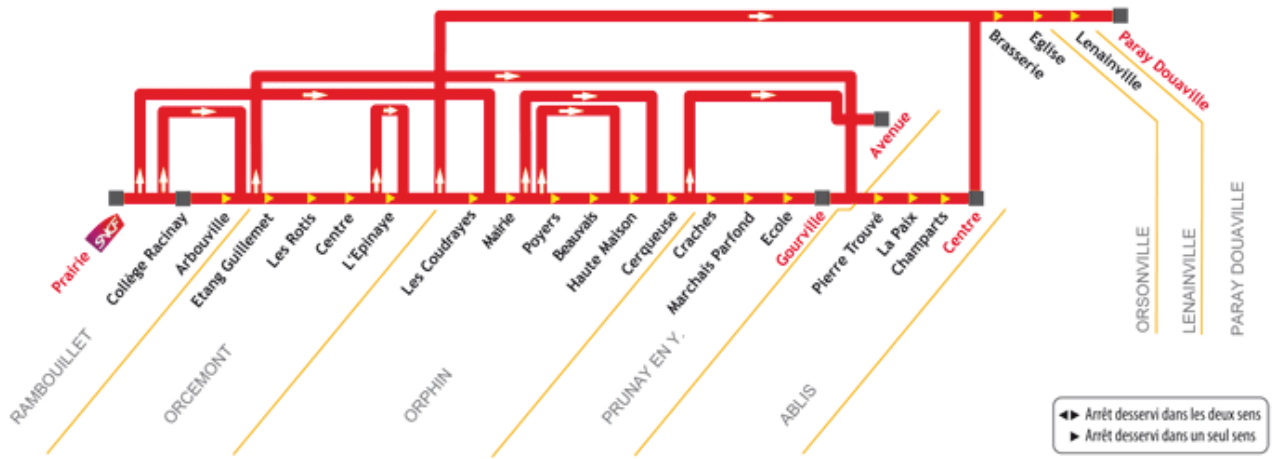 Prairie
SNCF
Collège Racinay
Arbouville
Etang Guillemet
Les Rotis
Centre
L'Epinaye
Les Coudrayes
Mairie
Poyers
Beauvais
Haute Maison
Cerqueuse
Craches
Marchais Parfond
Ecole
Gourville
Avenue
Pierre Trouvé
La Paix
Champarts
Centre
Brasserie
Eglise
Lenainville
Paray Douaville
RAMBOUILLET
ORCEMONT
ORPHIN
PRUNAY EN Y.
ABLIS
ORSONVILLE
LENAINVILLE
PARAY DOUAVILLE
Arrêt desservi dans les deux sens
Arrêt desservi dans un seul sens